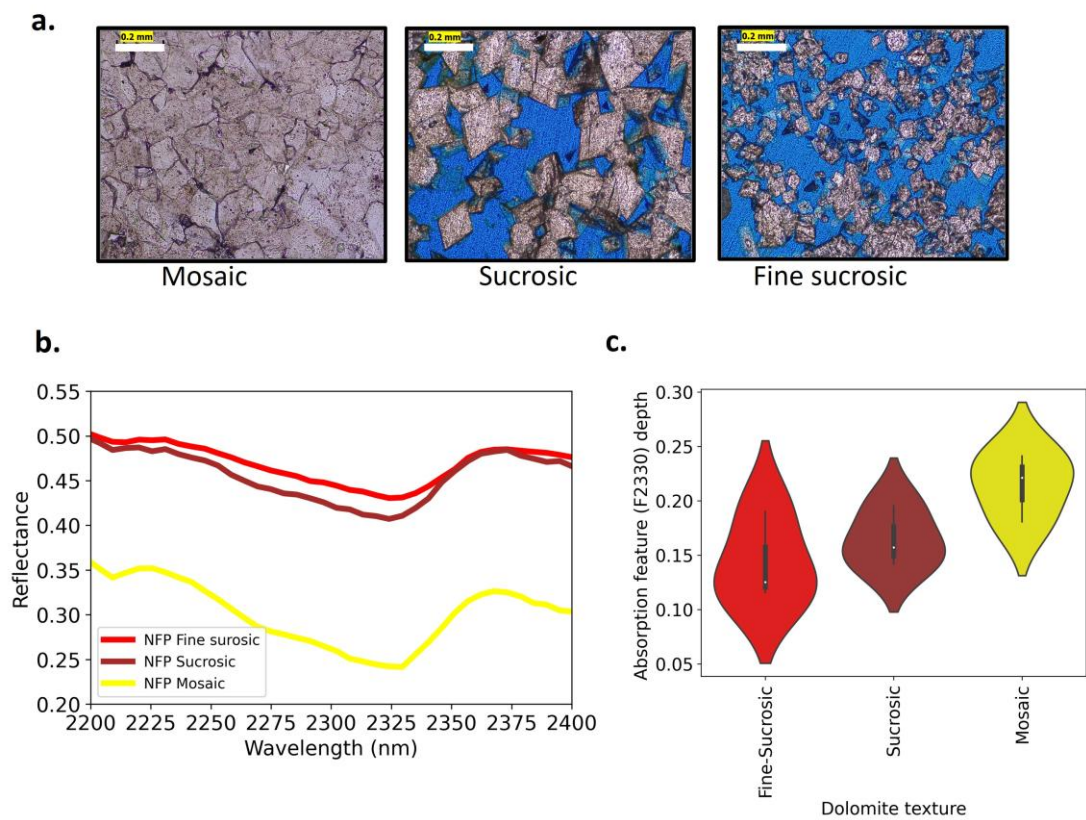 a.
0.2 mm
0.2 mm
0.2 mm
Mosaic
Sucrosic
Fine sucrosic
b.
0.55
0.50
0.45
0.40
0.35
0.30
0.25
0.20
Reflectance
NFP Fine surosic
NFP Sucrosic
NFP Mosaic
2200 2225 2250 2275 2300 2325 2350 2375 2400
Wavelength (nm)
c.
0.30
0.25
0.20
0.15
0.10
0.05
Absorption feature (F2330) depth
Fine-Sucrosic
Sucrosic
Mosaic
Dolomite texture